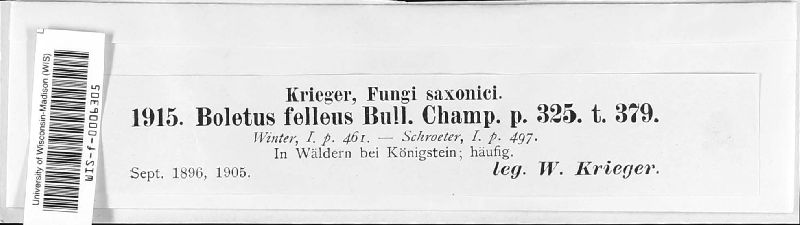 Krieger, Fungi saxonici.
1915. Boletus felleus Bull. Champ. p. 325. t. 379.
Winter, I. p. 461. — Schroeter, I. p. 497.
In Wäldern bei Königstein; häufig.
Sept. 1896, 1905.
leg. W. Krieger.
University of Wisconsin-Madison (WIS)
WIS-f-0006305